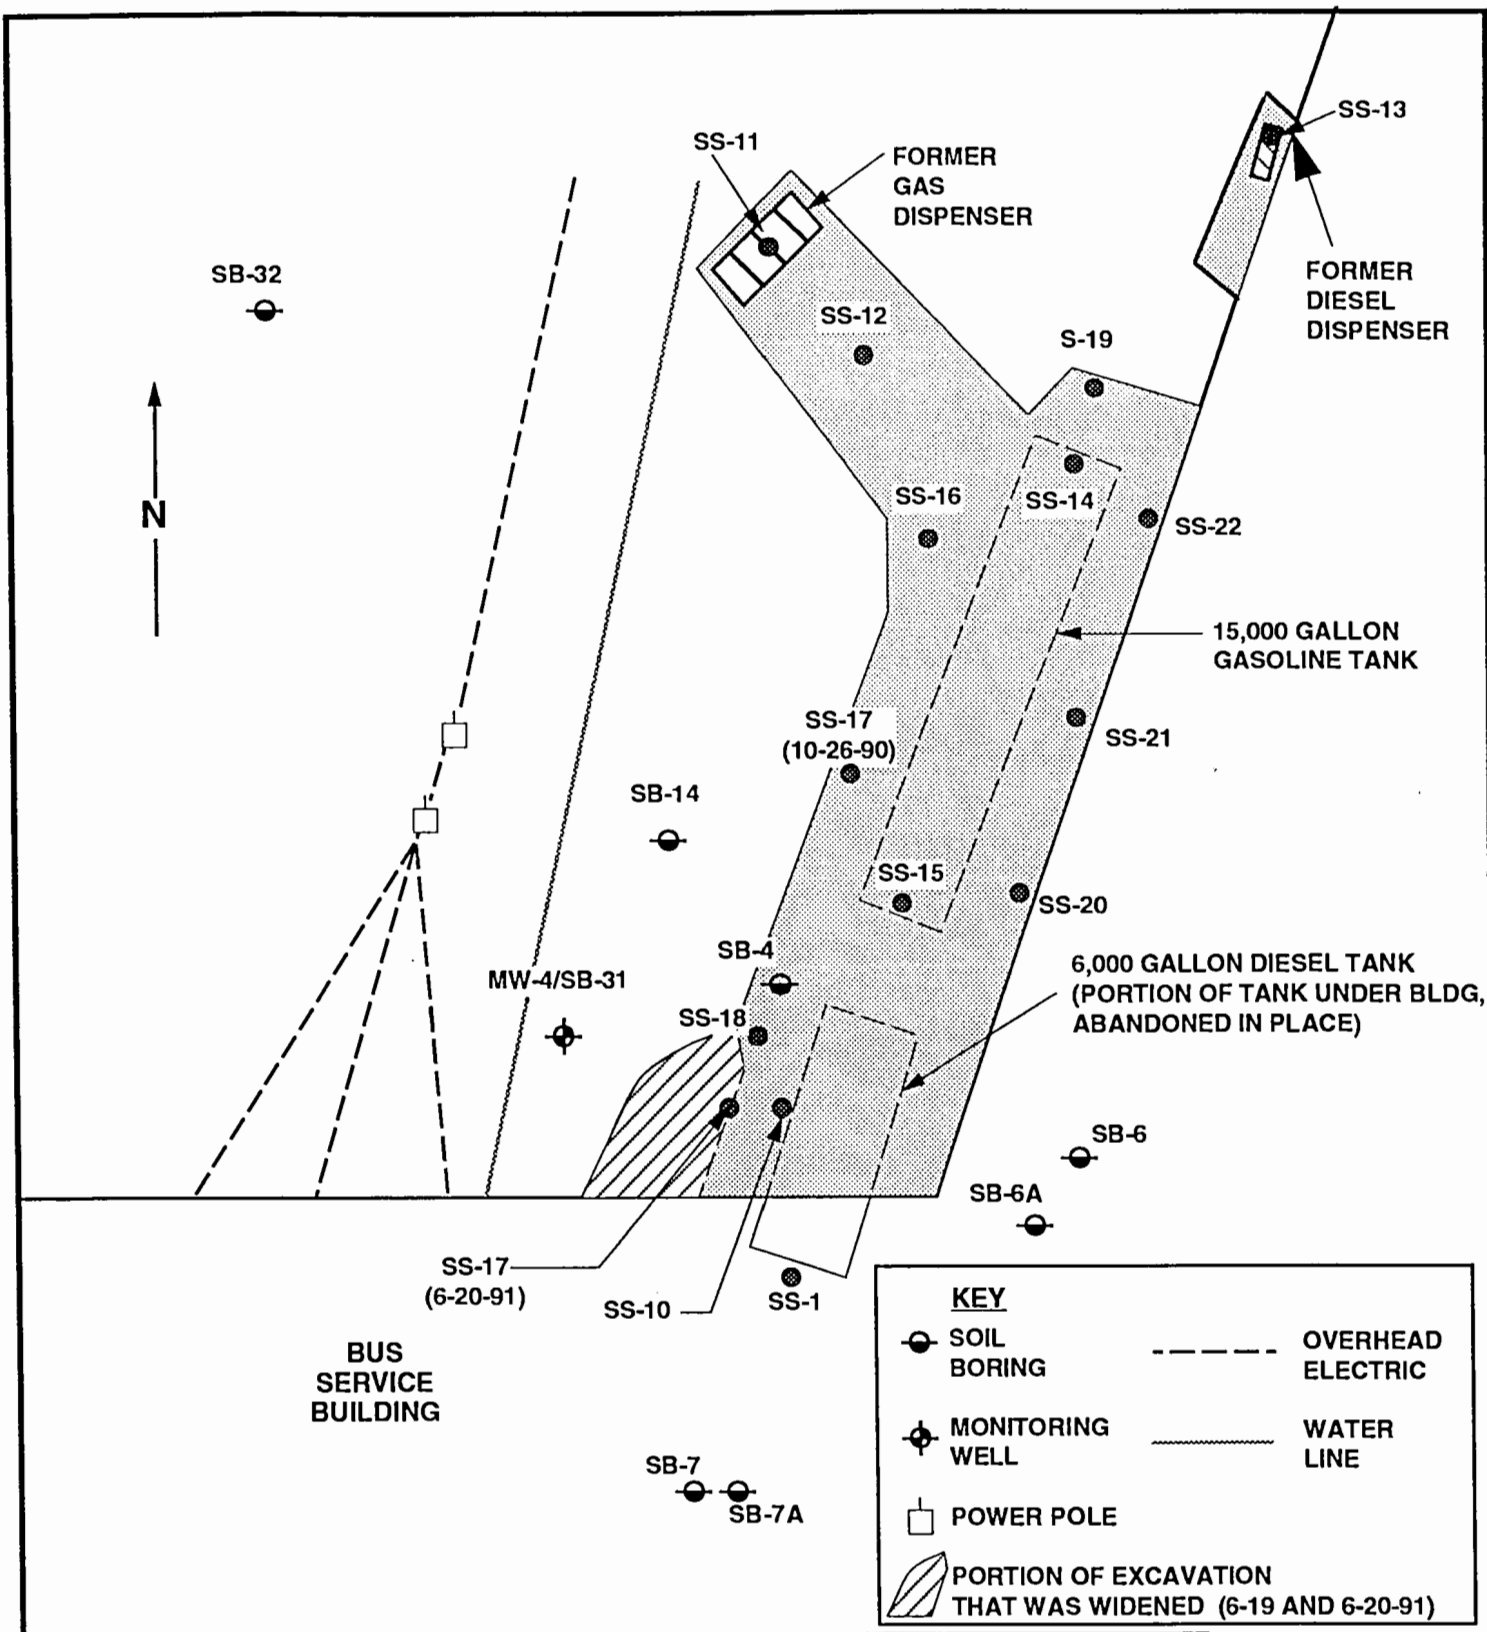 SS-13
SS-11
FORMER
GAS
DISPENSER
SB-32
FORMER
DIESEL
DISPENSER
SS-12
S-19
N
SS-16
SS-14
SS-22
15,000 GALLON
GASOLINE TANK
SS-17
(10-26-90)
SS-21
SB-14
SS-15
SS-20
SB-4
6,000 GALLON DIESEL TANK
(PORTION OF TANK UNDER BLDG,
ABANDONED IN PLACE)
MW-4/SB-31
SS-18
SB-6
SB-6A
SS-17
(6-20-91)
SS-10
SS-1
BUS
SERVICE
BUILDING
SB-7
SB-7A
KEY
SOIL
BORING
OVERHEAD
ELECTRIC
MONITORING
WELL
WATER
LINE
POWER POLE
PORTION OF EXCAVATION
THAT WAS WIDENED (6-19 AND 6-20-91)